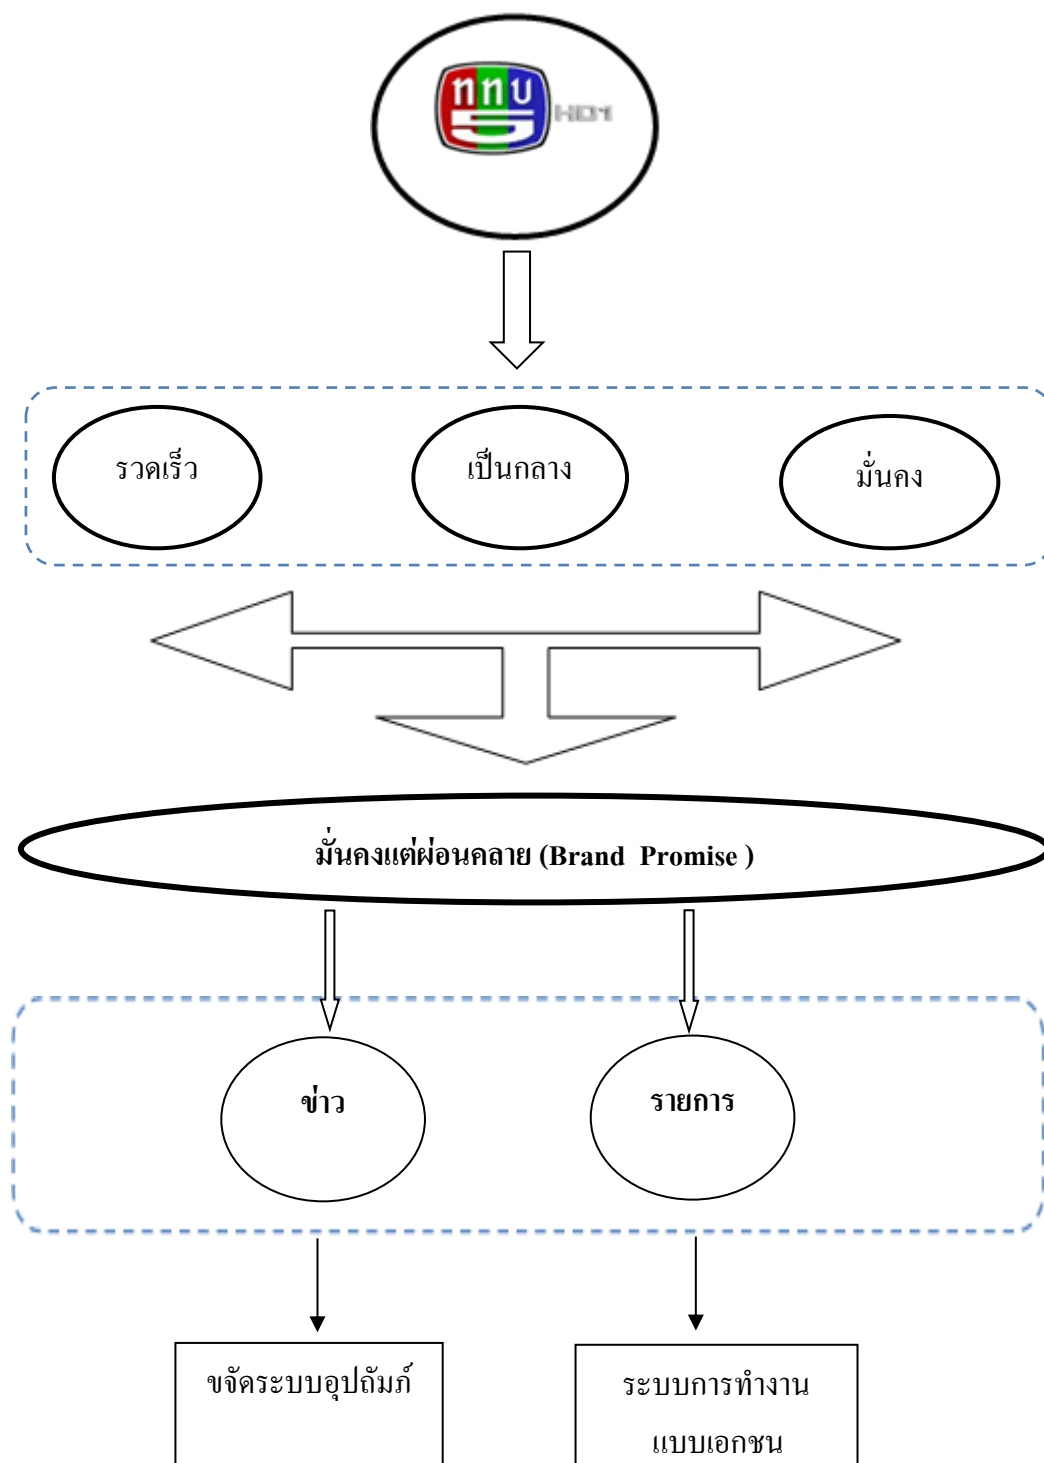 ททบ
5 HD1
รวดเร็ว
เป็นกลาง
มั่นคง
มั่นคงแต่ผ่อนคลาย (Brand Promise )
ข่าว
รายการ
ขจัดระบบอุปถัมภ์
ระบบการทำงาน
แบบเอกชน